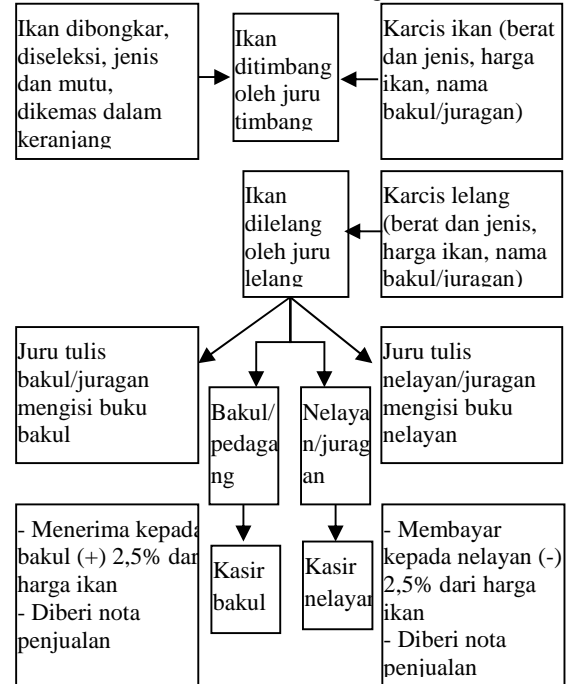 Ikan dibongkar,
diseleksi, jenis
dan mutu,
dikemas dalam
keranjang
Ikan
ditimbang
oleh juru
timbang
Karcis ikan (berat
dan jenis, harga
ikan, nama
bakul/juragan)
Ikan
dilelang
oleh juru
lelang
Karcis lelang
(berat dan jenis,
harga ikan, nama
bakul/juragan)
Juru tulis
bakul/juragan
mengisi buku
bakul
Bakul/
pedaga
ng
Nelaya
n/jurag
an
Juru tulis
nelayan/juragan
mengisi buku
nelayan
- Menerima kepada
bakul (+) 2,5% dari
harga ikan
- Diberi nota
penjualan
Kasir
bakul
Kasir
nelayan
- Membayar
kepada nelayan (-)
2,5% dari harga
ikan
- Diberi nota
penjualan